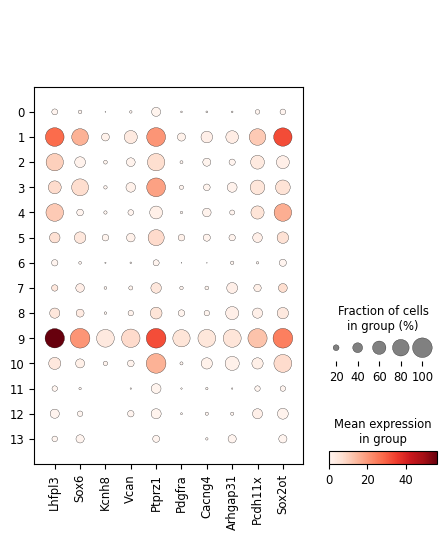 0
1
2
3
4
5
6
7
8
9
10
11
12
13
Lhfpl3
Sox6
Kcnh8
Vcan
Ptprz1
Pdgfra
Cacng4
Arhgap31
Pcdh11x
Sox2ot
Fraction of cells
in group (%)
20 40 60 80 100
Mean expression
in group
0 20 40